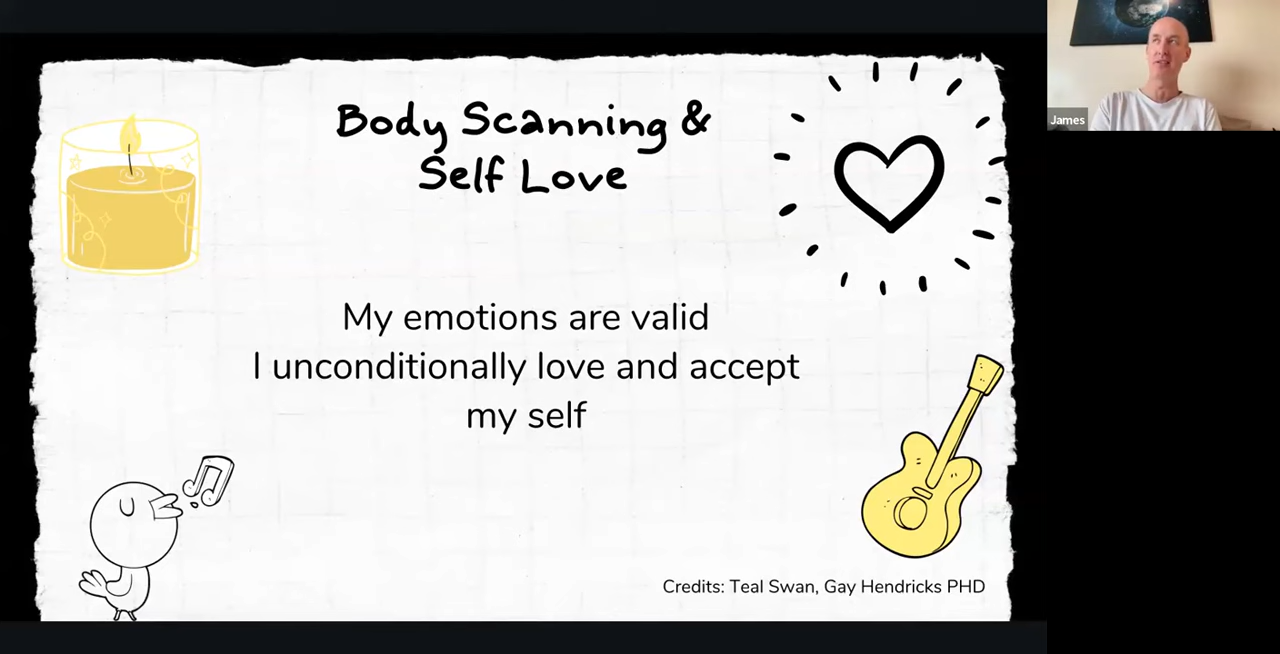 Body Scanning &
Self Love
My emotions are valid
I unconditionally love and accept
my self
Credits: Teal Swan, Gay Hendricks PHD
James